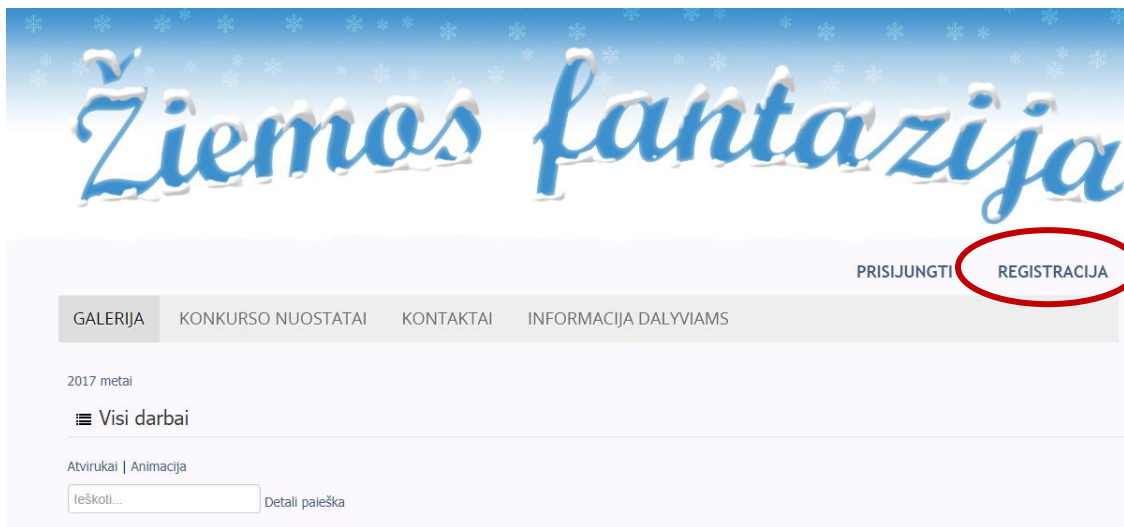 Žiemos fantazija
PRISIJUNGTI REGISTRACIJA
GALERIJA KONKURSO NUOSTATAI KONTAKTAI INFORMACIJA DALYVIAMS
2017 metai
Visi darbai
Atvirukai | Animacija
Ieškoti... Detali paieška